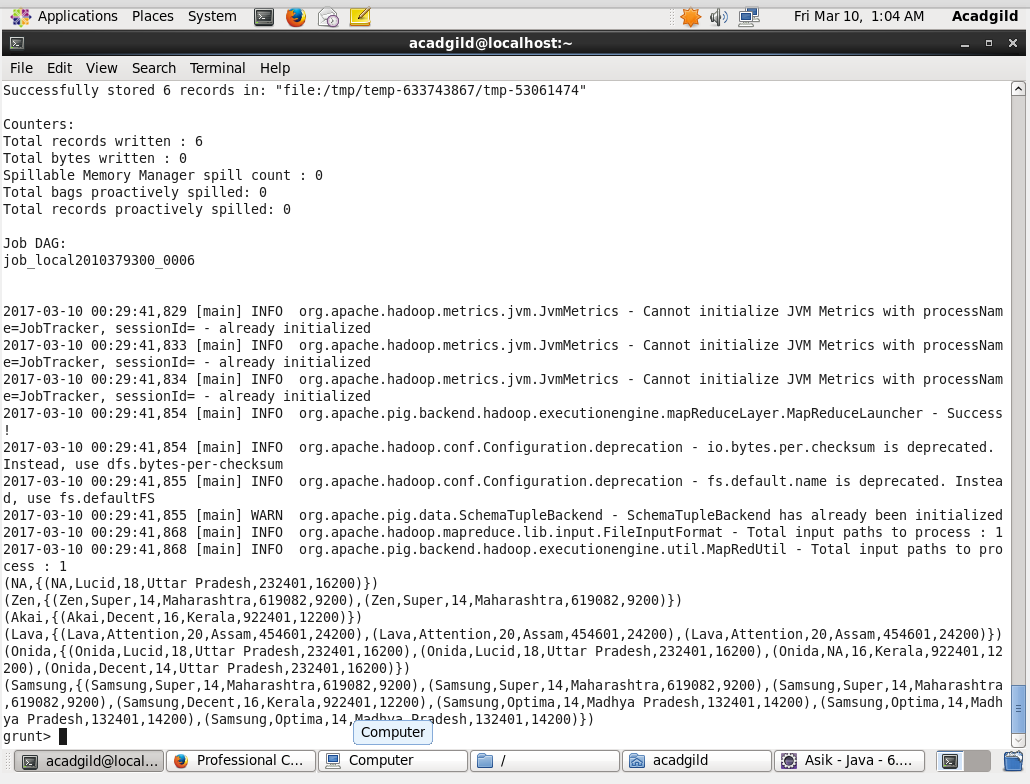 Applications Places System Fri Mar 10, 1:04 AM Acadgild
acadgild@localhost:~
File Edit View Search Terminal Help
Successfully stored 6 records in: "file:/tmp/temp-633743867/tmp-53061474"
Counters:
Total records written : 6
Total bytes written : 0
Spillable Memory Manager spill count : 0
Total bags proactively spilled: 0
Total records proactively spilled: 0
Job DAG:
job_local2010379300_0006
2017-03-10 00:29:41,829 [main] INFO  org.apache.hadoop.metrics.jvm.JvmMetrics - Cannot initialize JVM Metrics with processNam
e=JobTracker, sessionId= - already initialized
2017-03-10 00:29:41,833 [main] INFO  org.apache.hadoop.metrics.jvm.JvmMetrics - Cannot initialize JVM Metrics with processNam
e=JobTracker, sessionId= - already initialized
2017-03-10 00:29:41,834 [main] INFO  org.apache.hadoop.metrics.jvm.JvmMetrics - Cannot initialize JVM Metrics with processNam
e=JobTracker, sessionId= - already initialized
2017-03-10 00:29:41,854 [main] INFO  org.apache.pig.backend.hadoop.executionengine.mapReduceLayer.MapReduceLauncher - Success
!
2017-03-10 00:29:41,854 [main] INFO  org.apache.hadoop.conf.Configuration.deprecation - io.bytes.per.checksum is deprecated.
Instead, use dfs.bytes-per-checksum
2017-03-10 00:29:41,855 [main] INFO  org.apache.hadoop.conf.Configuration.deprecation - fs.default.name is deprecated. Instea
d, use fs.defaultFS
2017-03-10 00:29:41,855 [main] WARN  org.apache.pig.data.SchemaTupleBackend - SchemaTupleBackend has already been initialized
2017-03-10 00:29:41,868 [main] INFO  org.apache.hadoop.mapreduce.lib.input.FileInputFormat - Total input paths to process : 1
2017-03-10 00:29:41,868 [main] INFO  org.apache.pig.backend.hadoop.executionengine.util.MapRedUtil - Total input paths to pro
cess : 1
(NA,{(NA,Lucid,18,Uttar Pradesh,232401,16200)})
(Zen,{(Zen,Super,14,Maharashtra,619082,9200),(Zen,Super,14,Maharashtra,619082,9200)})
(Akai,{(Akai,Decent,16,Kerala,922401,12200)})
(Lava,{(Lava,Attention,20,Assam,454601,24200),(Lava,Attention,20,Assam,454601,24200),(Lava,Attention,20,Assam,454601,24200)})
(Onida,{(Onida,Lucid,18,Uttar Pradesh,232401,16200),(Onida,Lucid,18,Uttar Pradesh,232401,16200),(Onida,NA,16,Kerala,922401,12
200),(Onida,Decent,14,Uttar Pradesh,232401,16200)})
(Samsung,{(Samsung,Super,14,Maharashtra,619082,9200),(Samsung,Super,14,Maharashtra,619082,9200),(Samsung,Super,14,Maharashtra
,619082,9200),(Samsung,Decent,16,Kerala,922401,12200),(Samsung,Optima,14,Madhya Pradesh,132401,14200),(Samsung,Optima,14,Madh
ya Pradesh,132401,14200),(Samsung,Optima,14,Madhya Pradesh,132401,14200)})
grunt>
Computer
acadgild@local... Professional C... Computer / acadgild Asik - Java - 6....